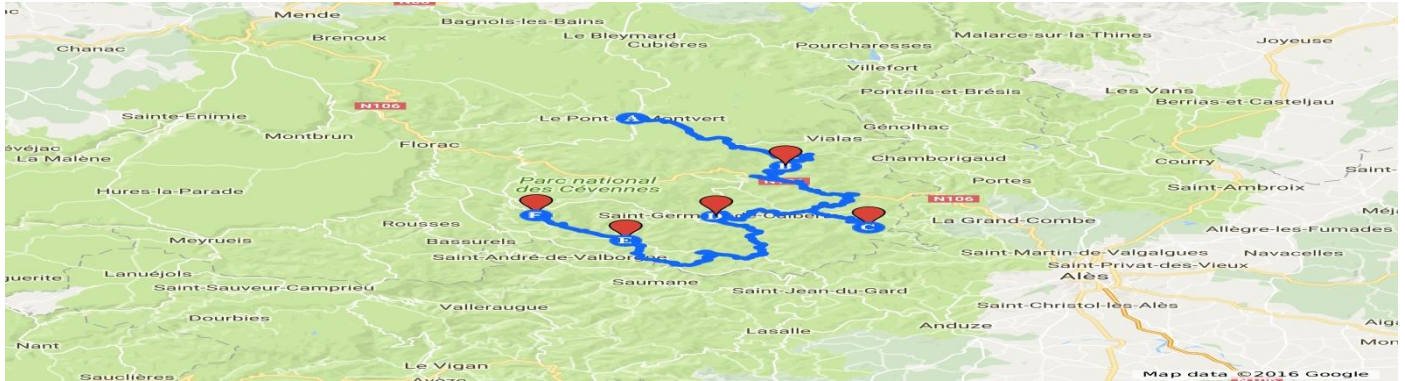 Mende
Bagnols-les-Bains
Chanac
Brenoux
Le Bleymard
Cubières
Pourcharesses
Malarce-sur-la Thines
Joyeuse
Villefort
N106
Ponteils-et-Brésis
Les Vans
Berrias-et-Casteljau
Sainte-Enimie
Le Pont- A Montvert
Montbrun
Florac
Vialas
Génolhac
La Malène
B
Chamborigaud
Courry
Saint-
Parc national
des Cévennes
Portes
Saint-Ambroix
Hures-la-Parade
N106
Rousses
F
Saint-Germ D
C
La Grand-Combe
Allègre-les-Fumades
Meyrueis
Bassurels
E
Saint-André-de-Valborgne
Saint-Martin-de-Valgalgues
Navacelles
Saint-Privat-des-Vieux
Lanuéjols
Saint-Sauveur-Camprieu
Saumane
Saint-Jean-du-Gard
Alès
Valleraugue
Saint-Christol-lès-Alès
Dourbies
Lasalle
Anduze
Nant
Le Vigan
Sauclières
Map data ©2016 Google